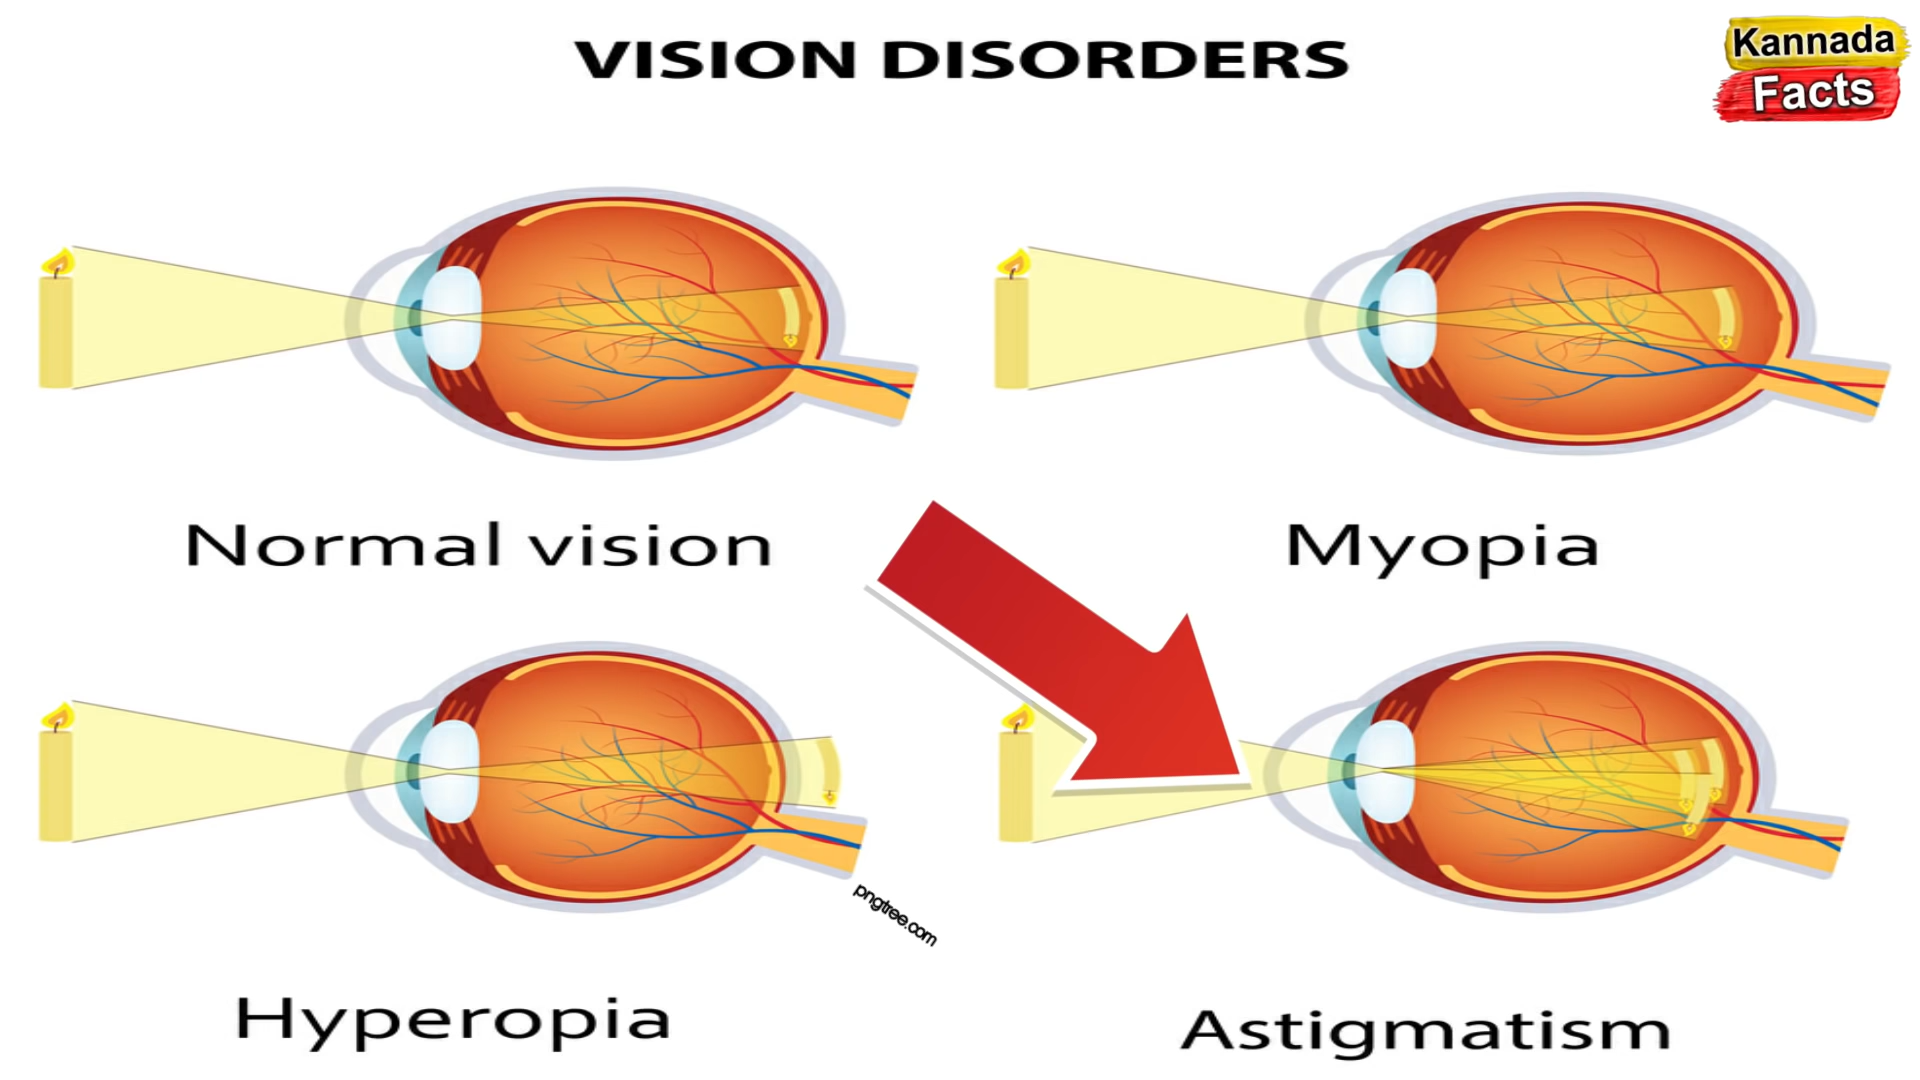 VISION DISORDERS
Kannada
Facts
Normal vision
Myopia
Hyperopia
pngtree.com
Astigmatism